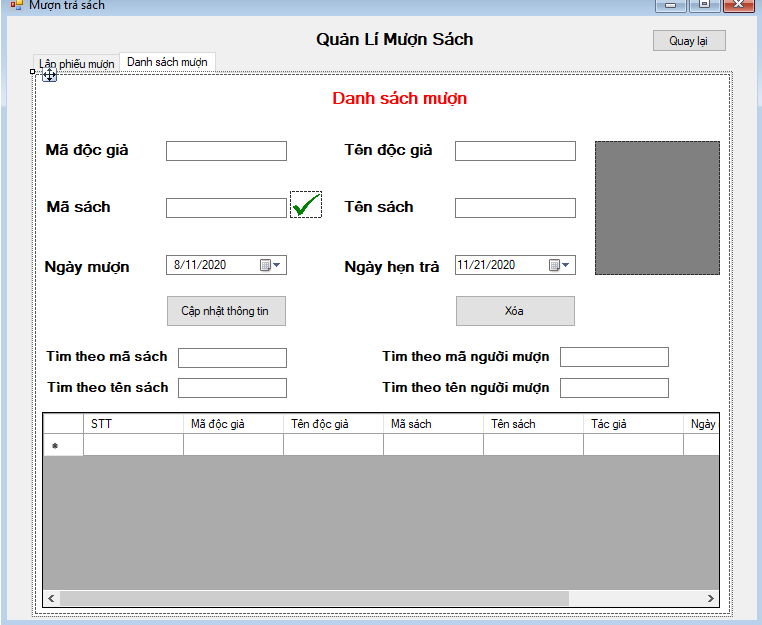 Mượn trả sách
Quản Lí Mượn Sách
Quay lại
Lập phiếu mượn
Danh sách mượn
Danh sách mượn
Mã độc giả
Tên độc giả
Mã sách
Tên sách
Ngày mượn
8/11/2020
Ngày hẹn trả
11/21/2020
Cập nhật thông tin
Xóa
Tìm theo mã sách
Tìm theo mã người mượn
Tìm theo tên sách
Tìm theo tên người mượn
STT Mã độc giả Tên độc giả Mã sách Tên sách Tác giả Ngày